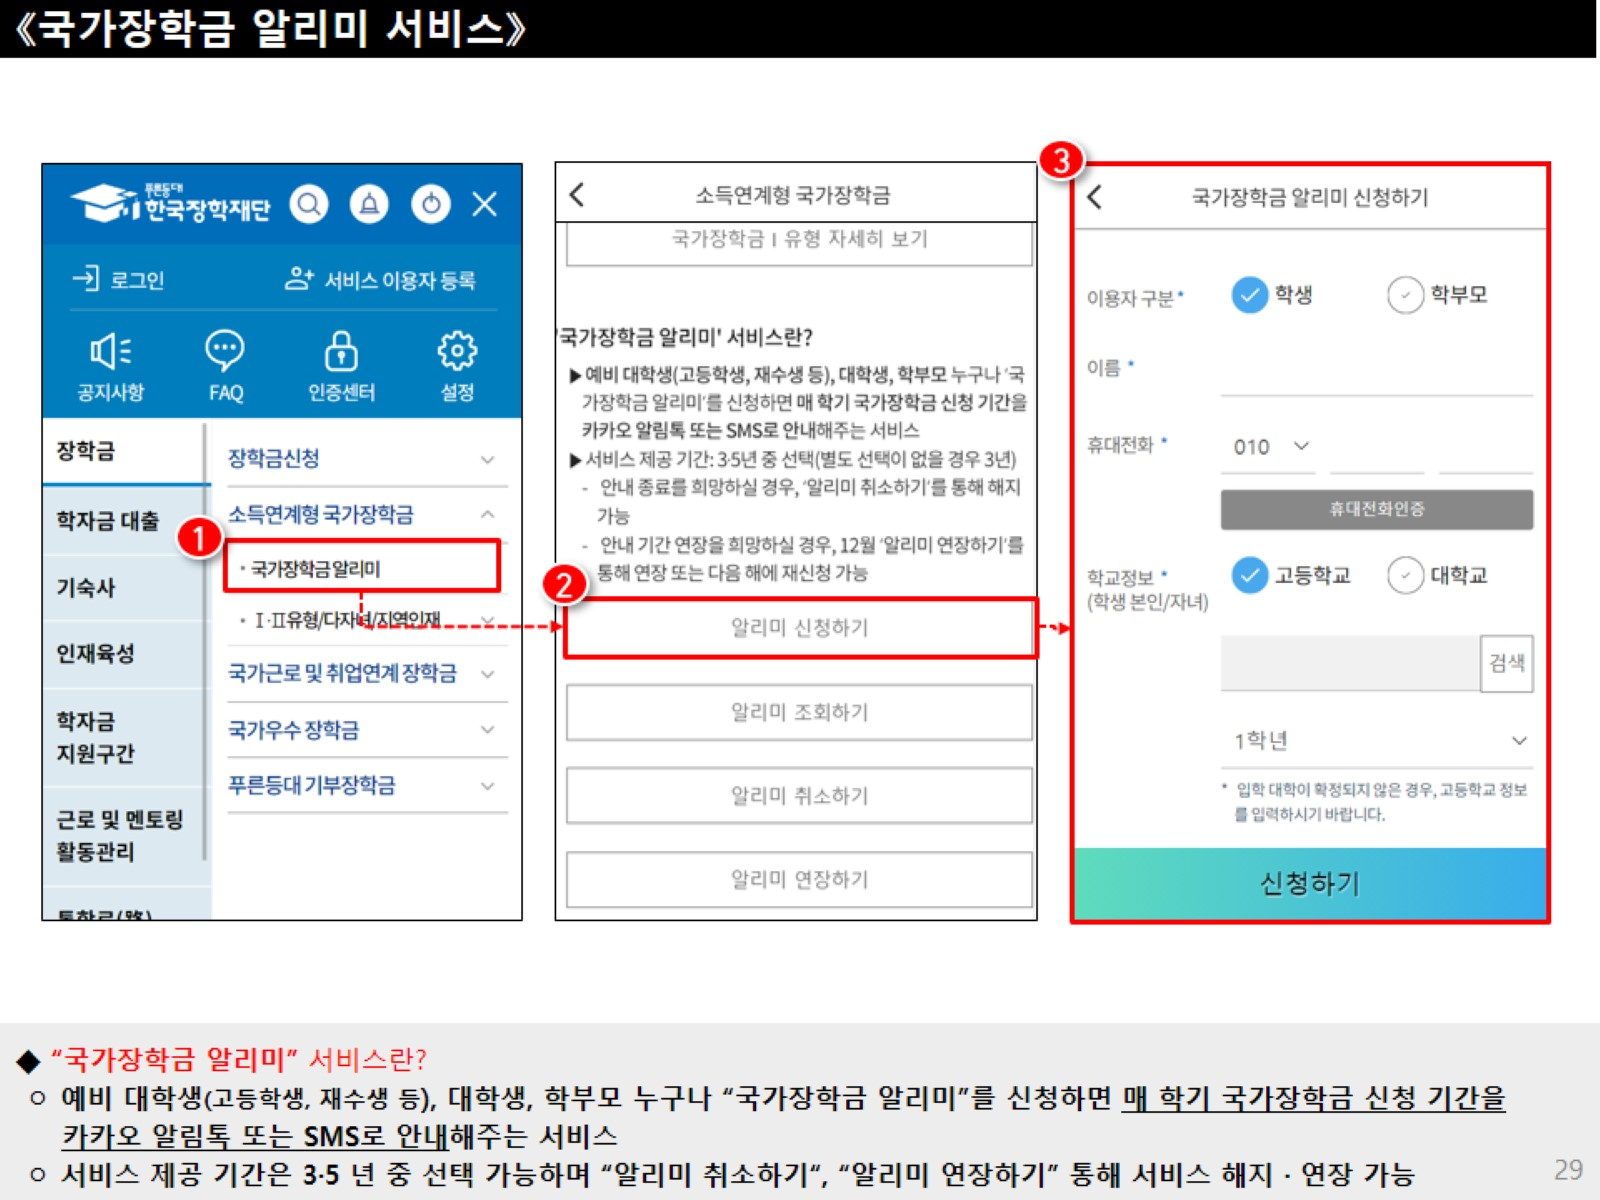 《국가장학금 알리미 서비스》
푸른등대
한국장학재단
로그인
서비스 이용자 등록
공지사항
FAQ
인증센터
설정
장학금
학자금 대출
기숙사
인재육성
학자금
지원구간
근로 및 멘토링
활동관리
장학금신청
소득연계형 국가장학금
1
· 국가장학금알리미
· Ⅰ·Ⅱ유형/다자녀/지역인재
국가근로 및 취업연계 장학금
국가우수 장학금
푸른등대 기부장학금
소득연계형 국가장학금
국가장학금 I 유형 자세히 보기
'국가장학금 알리미' 서비스란?
▶예비 대학생(고등학생, 재수생 등), 대학생, 학부모 누구나 '국
가장학금 알리미'를 신청하면 매 학기 국가장학금 신청 기간을
카카오 알림톡 또는 SMS로 안내해주는 서비스
▶서비스 제공 기간: 3·5년 중 선택(별도 선택이 없을 경우 3년)
- 안내 종료를 희망하실 경우, '알리미 취소하기'를 통해 해지
가능
- 안내 기간 연장을 희망하실 경우, 12월 '알리미 연장하기'를
통해 연장 또는 다음 해에 재신청 가능
2
알리미 신청하기
알리미 조회하기
알리미 취소하기
알리미 연장하기
3
국가장학금 알리미 신청하기
이용자 구분 *
학생
학부모
이름 *
휴대전화 *
010
휴대전화인증
학교정보 *
(학생 본인/자녀)
고등학교
대학교
검색
1학년
* 입학 대학이 확정되지 않은 경우, 고등학교 정보
를 입력하시기 바랍니다.
신청하기
◆ “국가장학금 알리미” 서비스란?
○ 예비 대학생(고등학생, 재수생 등), 대학생, 학부모 누구나 “국가장학금 알리미”를 신청하면 매 학기 국가장학금 신청 기간을
카카오 알림톡 또는 SMS로 안내해주는 서비스
○ 서비스 제공 기간은 3·5 년 중 선택 가능하며 “알리미 취소하기“, “알리미 연장하기” 통해 서비스 해지 · 연장 가능
29